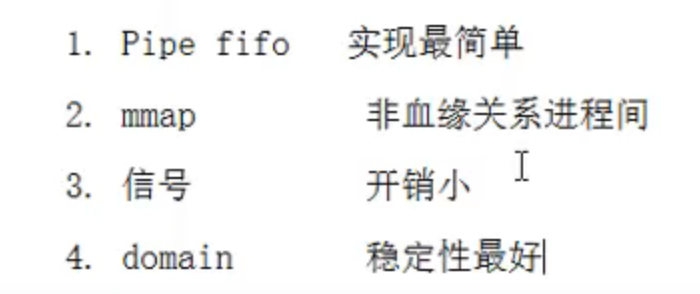 1. Pipe fifo 实现最简单
2. mmap 非血缘关系进程间
3. 信号 开销小
4. domain 稳定性最好